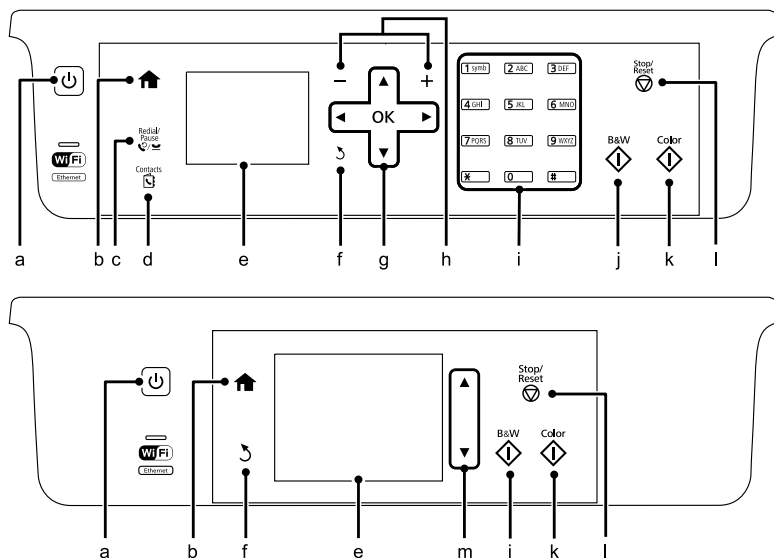 Stop/
Reset
1 symb 2 ABC 3 DEF
− +
OK
4 GHI 5 JKL 6 MNO
Redial/
Pause
B&W Color
7 PQRS 8 TUV 9 WXYZ
Wi Fi
Ethernet
Contacts
* 0 #
a b c d e f g h i j k l
Stop/
Reset
B&W Color
Wi Fi
Ethernet
a b f e m j k l